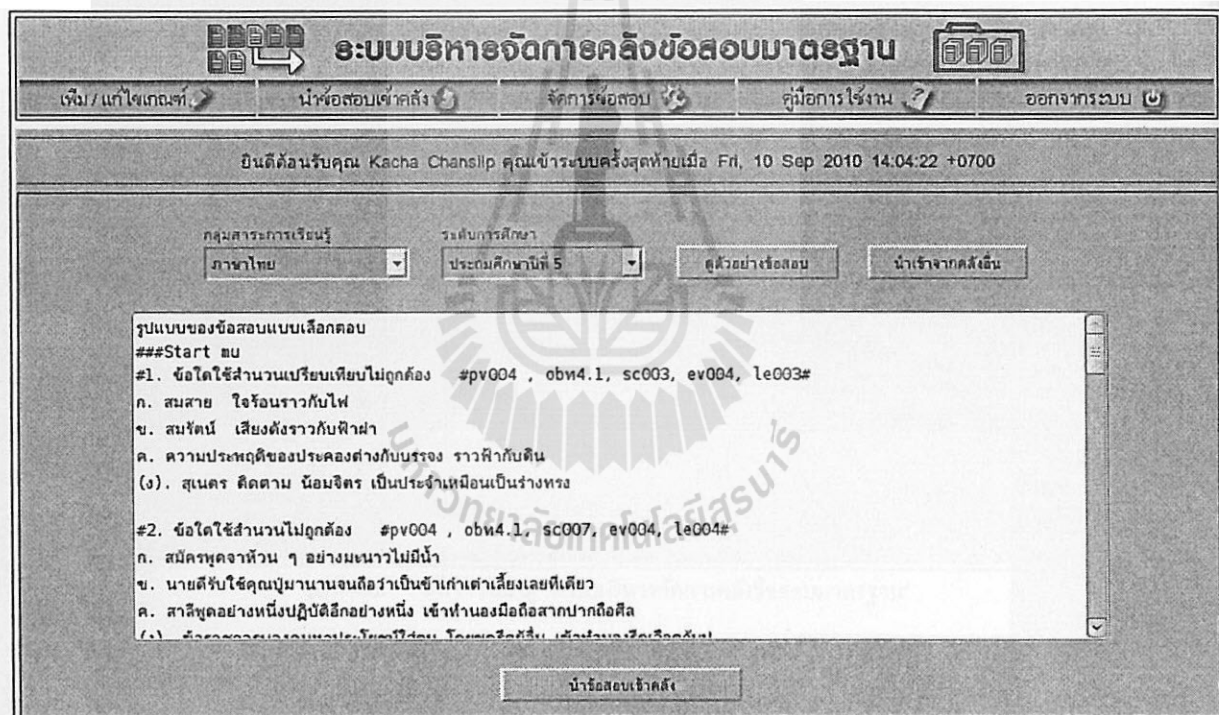 ระบบบริหารจัดการคลังข้อสอบมาตรฐาน
เพิ่ม / แก้ไขเกณฑ์ นำข้อสอบเข้าคลัง จัดการข้อสอบ คู่มือการใช้งาน ออกจากระบบ
ยินดีต้อนรับคุณ Kacha Chansilp คุณเข้าระบบครั้งสุดท้ายเมื่อ Fri, 10 Sep 2010 14:04:22 +0700
กลุ่มสาระการเรียนรู้ ระดับการศึกษา
ภาษาไทย ประถมศึกษาปีที่ 5 ดูตัวอย่างข้อสอบ นำเข้าจากคลังอื่น
รูปแบบของข้อสอบแบบเลือกตอบ
###Start mu
#1. ข้อใดใช้สำนวนเปรียบเทียบไม่ถูกต้อง #pv004 , obท4.1, sc003, ev004, le003#
ก. สมสาย ใจร้อนราวกับไฟ
ข. สมรัตน์ เสียงดังราวกับฟ้าผ่า
ค. ความประพฤติของประคองต่างกับบรรจง ราวฟ้ากับดิน
(ง). สุเนตร ติดตาม น้อมจิตร เป็นประจำเหมือนเป็นร่างทรง
#2. ข้อใดใช้สำนวนไม่ถูกต้อง #pv004 , obท4.1, sc007, ev004, le004#
ก. สมัครพูดจาห้วน ๆ อย่างมะนาวไม่มีน้ำ
ข. นายดีรับใช้คุณปู่มานานจนถือว่าเป็นข้าเก่าเต่าเลี้ยงเลยทีเดียว
ค. สาลีพูดอย่างหนึ่งปฏิบัติอีกอย่างหนึ่ง เข้าทำนองมือถือสากปากถือศีล
มหาวิทยาลัยเทคโนโลยีสุรนารี
นำข้อสอบเข้าคลัง